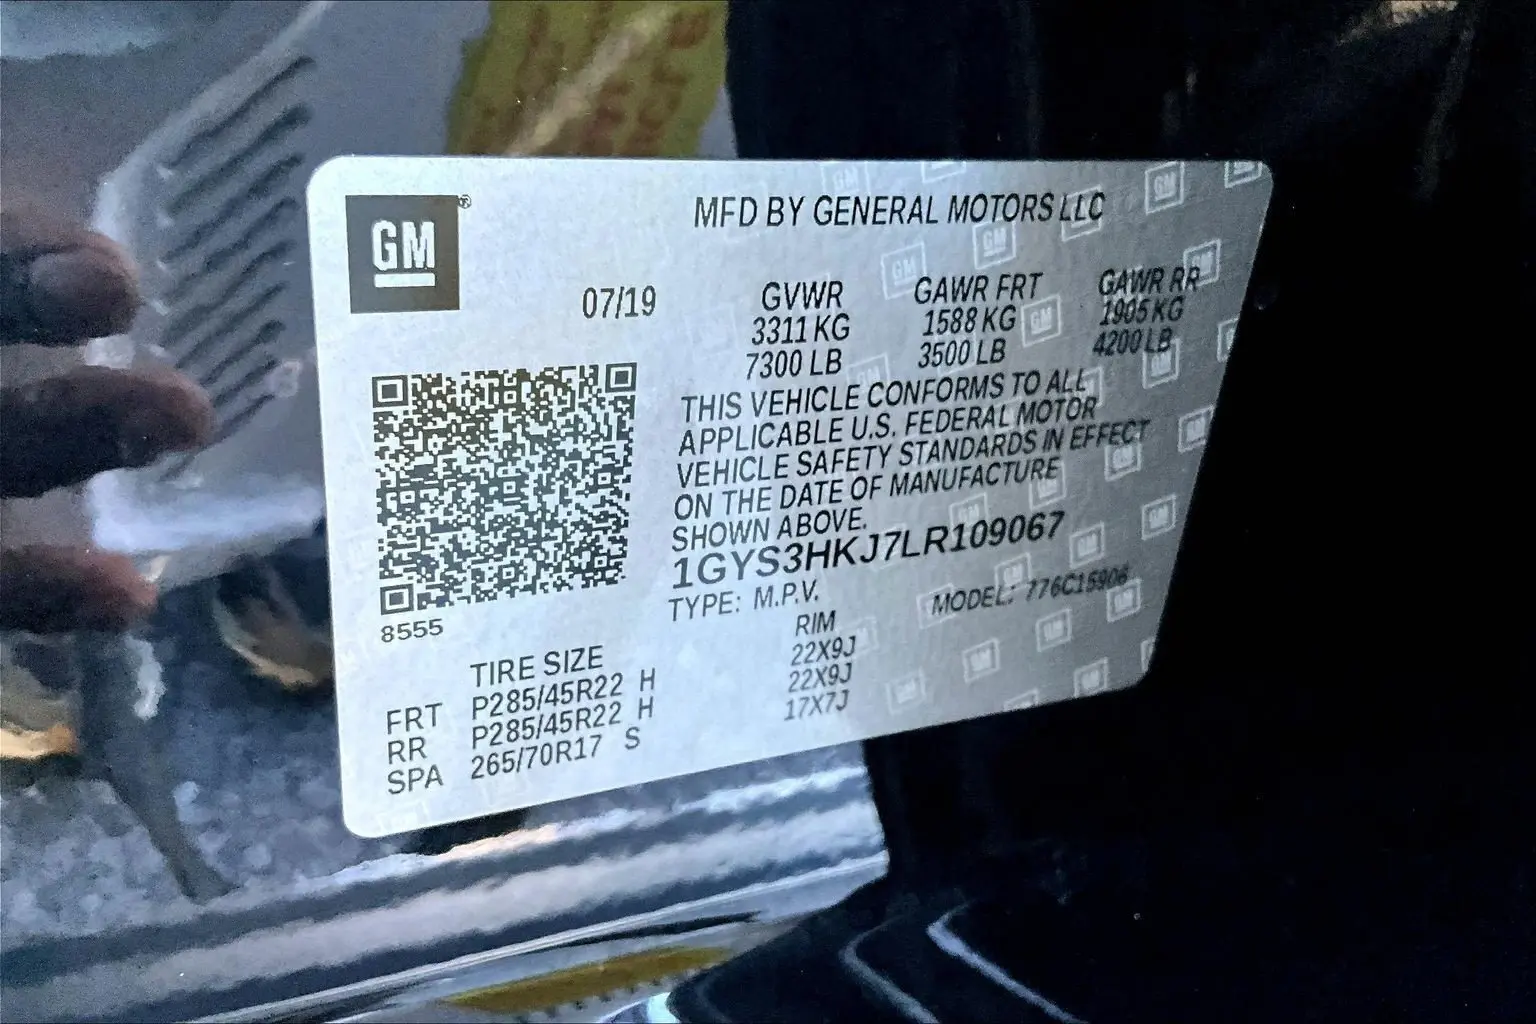 GM®
MFD BY GENERAL MOTORS LLC
07/19
GVWR GAWR FRT GAWR RR
3311 KG 1588 KG 1905 KG
7300 LB 3500 LB 4200 LB
THIS VEHICLE CONFORMS TO ALL
APPLICABLE U.S. FEDERAL MOTOR
VEHICLE SAFETY STANDARDS IN EFFECT
ON THE DATE OF MANUFACTURE
SHOWN ABOVE.
1GYS3HKJ7LR109067
TYPE: M.P.V. MODEL: 776C15906
8555
TIRE SIZE RIM
FRT P285/45R22 H 22X9J
RR P285/45R22 H 22X9J
SPA 265/70R17 S 17X7J